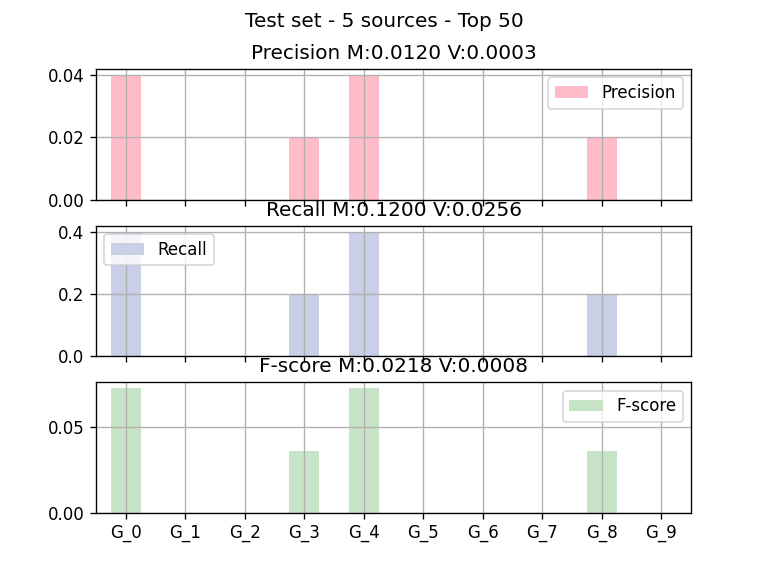 Test set - 5 sources - Top 50
Precision M:0.0120 V:0.0003
0.04
0.02
0.00
Precision
Recall M:0.1200 V:0.0256
0.4
0.2
0.0
Recall
F-score M:0.0218 V:0.0008
0.05
0.00
F-score
G_0 G_1 G_2 G_3 G_4 G_5 G_6 G_7 G_8 G_9